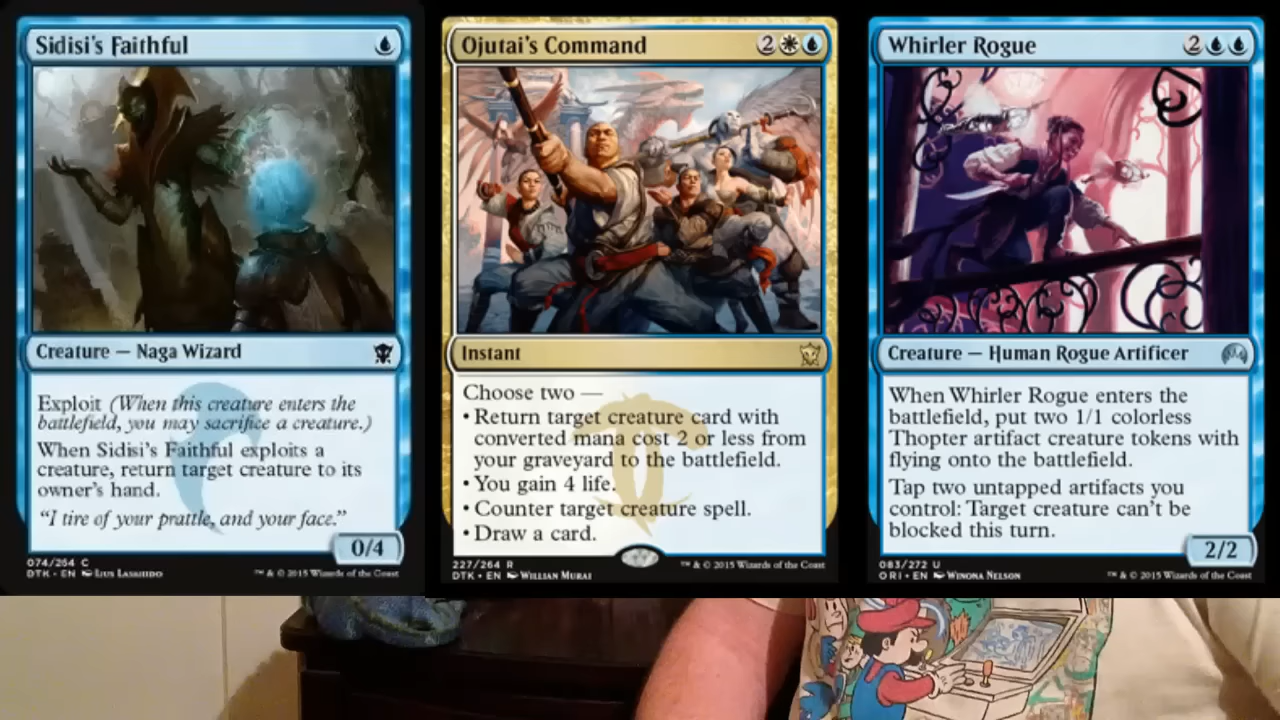 Sidisi's Faithful
Creature — Naga Wizard
Exploit (When this creature enters the
battlefield, you may sacrifice a creature.)
When Sidisi's Faithful exploits a
creature, return target creature to its
owner's hand.
"I tire of your prattle, and your face."
0/4
074/264 C
DTK • EN Lius Lasahido
™ & © 2015 Wizards of the Coast
Ojutai's Command
2
Instant
Choose two —
• Return target creature card with
converted mana cost 2 or less from
your graveyard to the battlefield.
• You gain 4 life.
• Counter target creature spell.
• Draw a card.
227/264 R
DTK • EN Willian Murai
™ & © 2015 Wizards of the Coast
Whirler Rogue
2
Creature — Human Rogue Artificer
When Whirler Rogue enters the
battlefield, put two 1/1 colorless
Thopter artifact creature tokens with
flying onto the battlefield.
Tap two untapped artifacts you
control: Target creature can't be
blocked this turn.
2/2
083/272 U
ORI • EN Winona Nelson
™ & © 2015 Wizards of the Coast